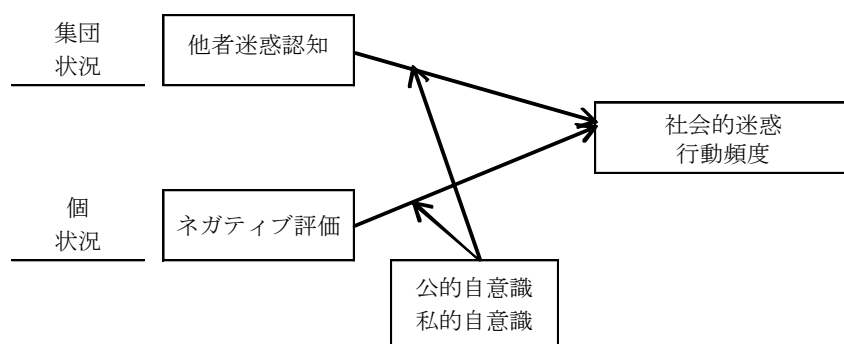 集団
状況
他者迷惑認知
社会的迷惑
行動頻度
個
状況
ネガティブ評価
公的自意識
私的自意識